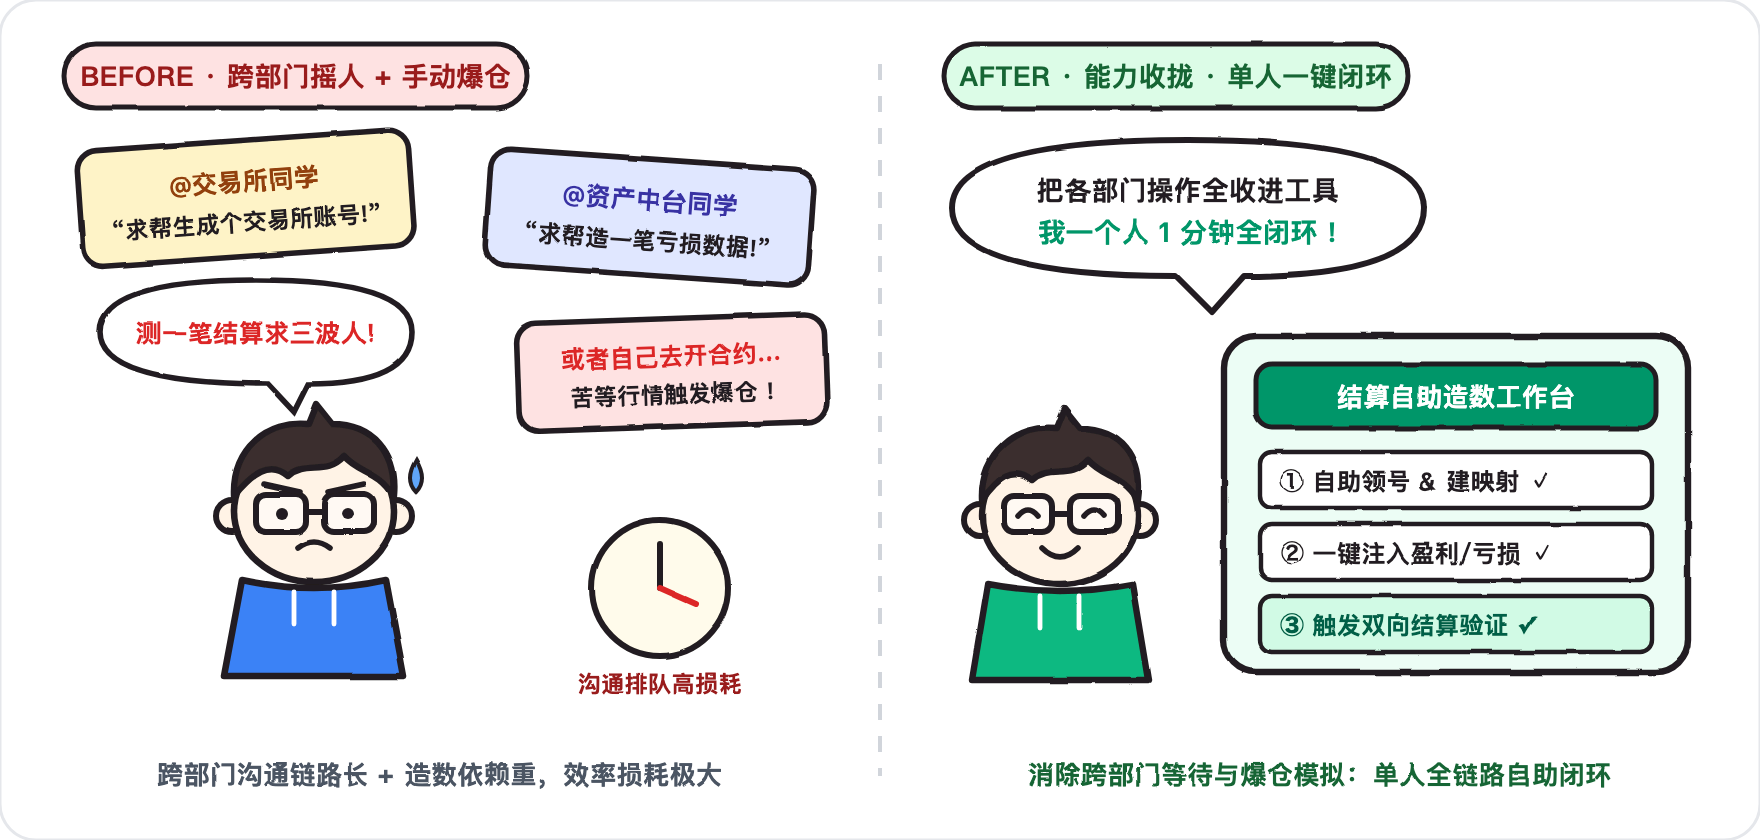 BEFORE · 跨部门摇人 + 手动爆仓
@交易所同学
“求帮生成个交易所账号!”
@资产中台同学
“求帮造一笔亏损数据!”
测一笔结算求三波人!
或者自己去开合约...
苦等行情触发爆仓！
沟通排队高损耗
跨部门沟通链路长 + 造数依赖重，效率损耗极大
AFTER · 能力收拢 · 单人一键闭环
把各部门操作全收进工具
我一个人 1 分钟全闭环！
结算自助造数工作台
① 自助领号 & 建映射 ✓
② 一键注入盈利/亏损 ✓
③ 触发双向结算验证 ✓
消除跨部门等待与爆仓模拟：单人全链路自助闭环